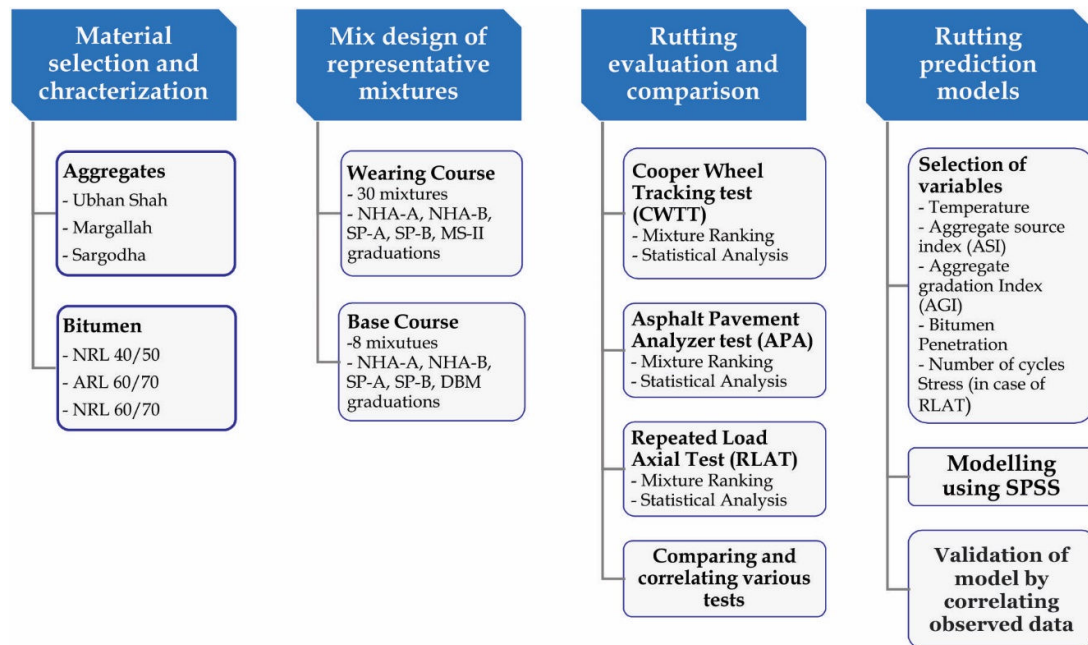 Material
selection and
chracterization
Aggregates
- Ubhan Shah
- Margallah
- Sargodha
Bitumen
- NRL 40/50
- ARL 60/70
- NRL 60/70
Mix design of
representative
mixtures
Wearing Course
- 30 mixtures
- NHA-A, NHA-B,
SP-A, SP-B, MS-II
graduations
Base Course
-8 mixutues
- NHA-A, NHA-B,
SP-A, SP-B, DBM
graduations
Rutting
evaluation and
comparison
Cooper Wheel
Tracking test
(CWTT)
- Mixture Ranking
- Statistical Analysis
Asphalt Pavement
Analyzer test (APA)
- Mixture Ranking
- Statistical Analysis
Repeated Load
Axial Test (RLAT)
- Mixture Ranking
- Statistical Analysis
Comparing and
correlating various
tests
Rutting
prediction
models
Selection of
variables
- Temperature
- Aggregate source
index (ASI)
- Aggregate
gradation Index
(AGI)
- Bitumen
Penetration
- Number of cycles
Stress (in case of
RLAT)
Modelling
using SPSS
Validation of
model by
correlating
observed data